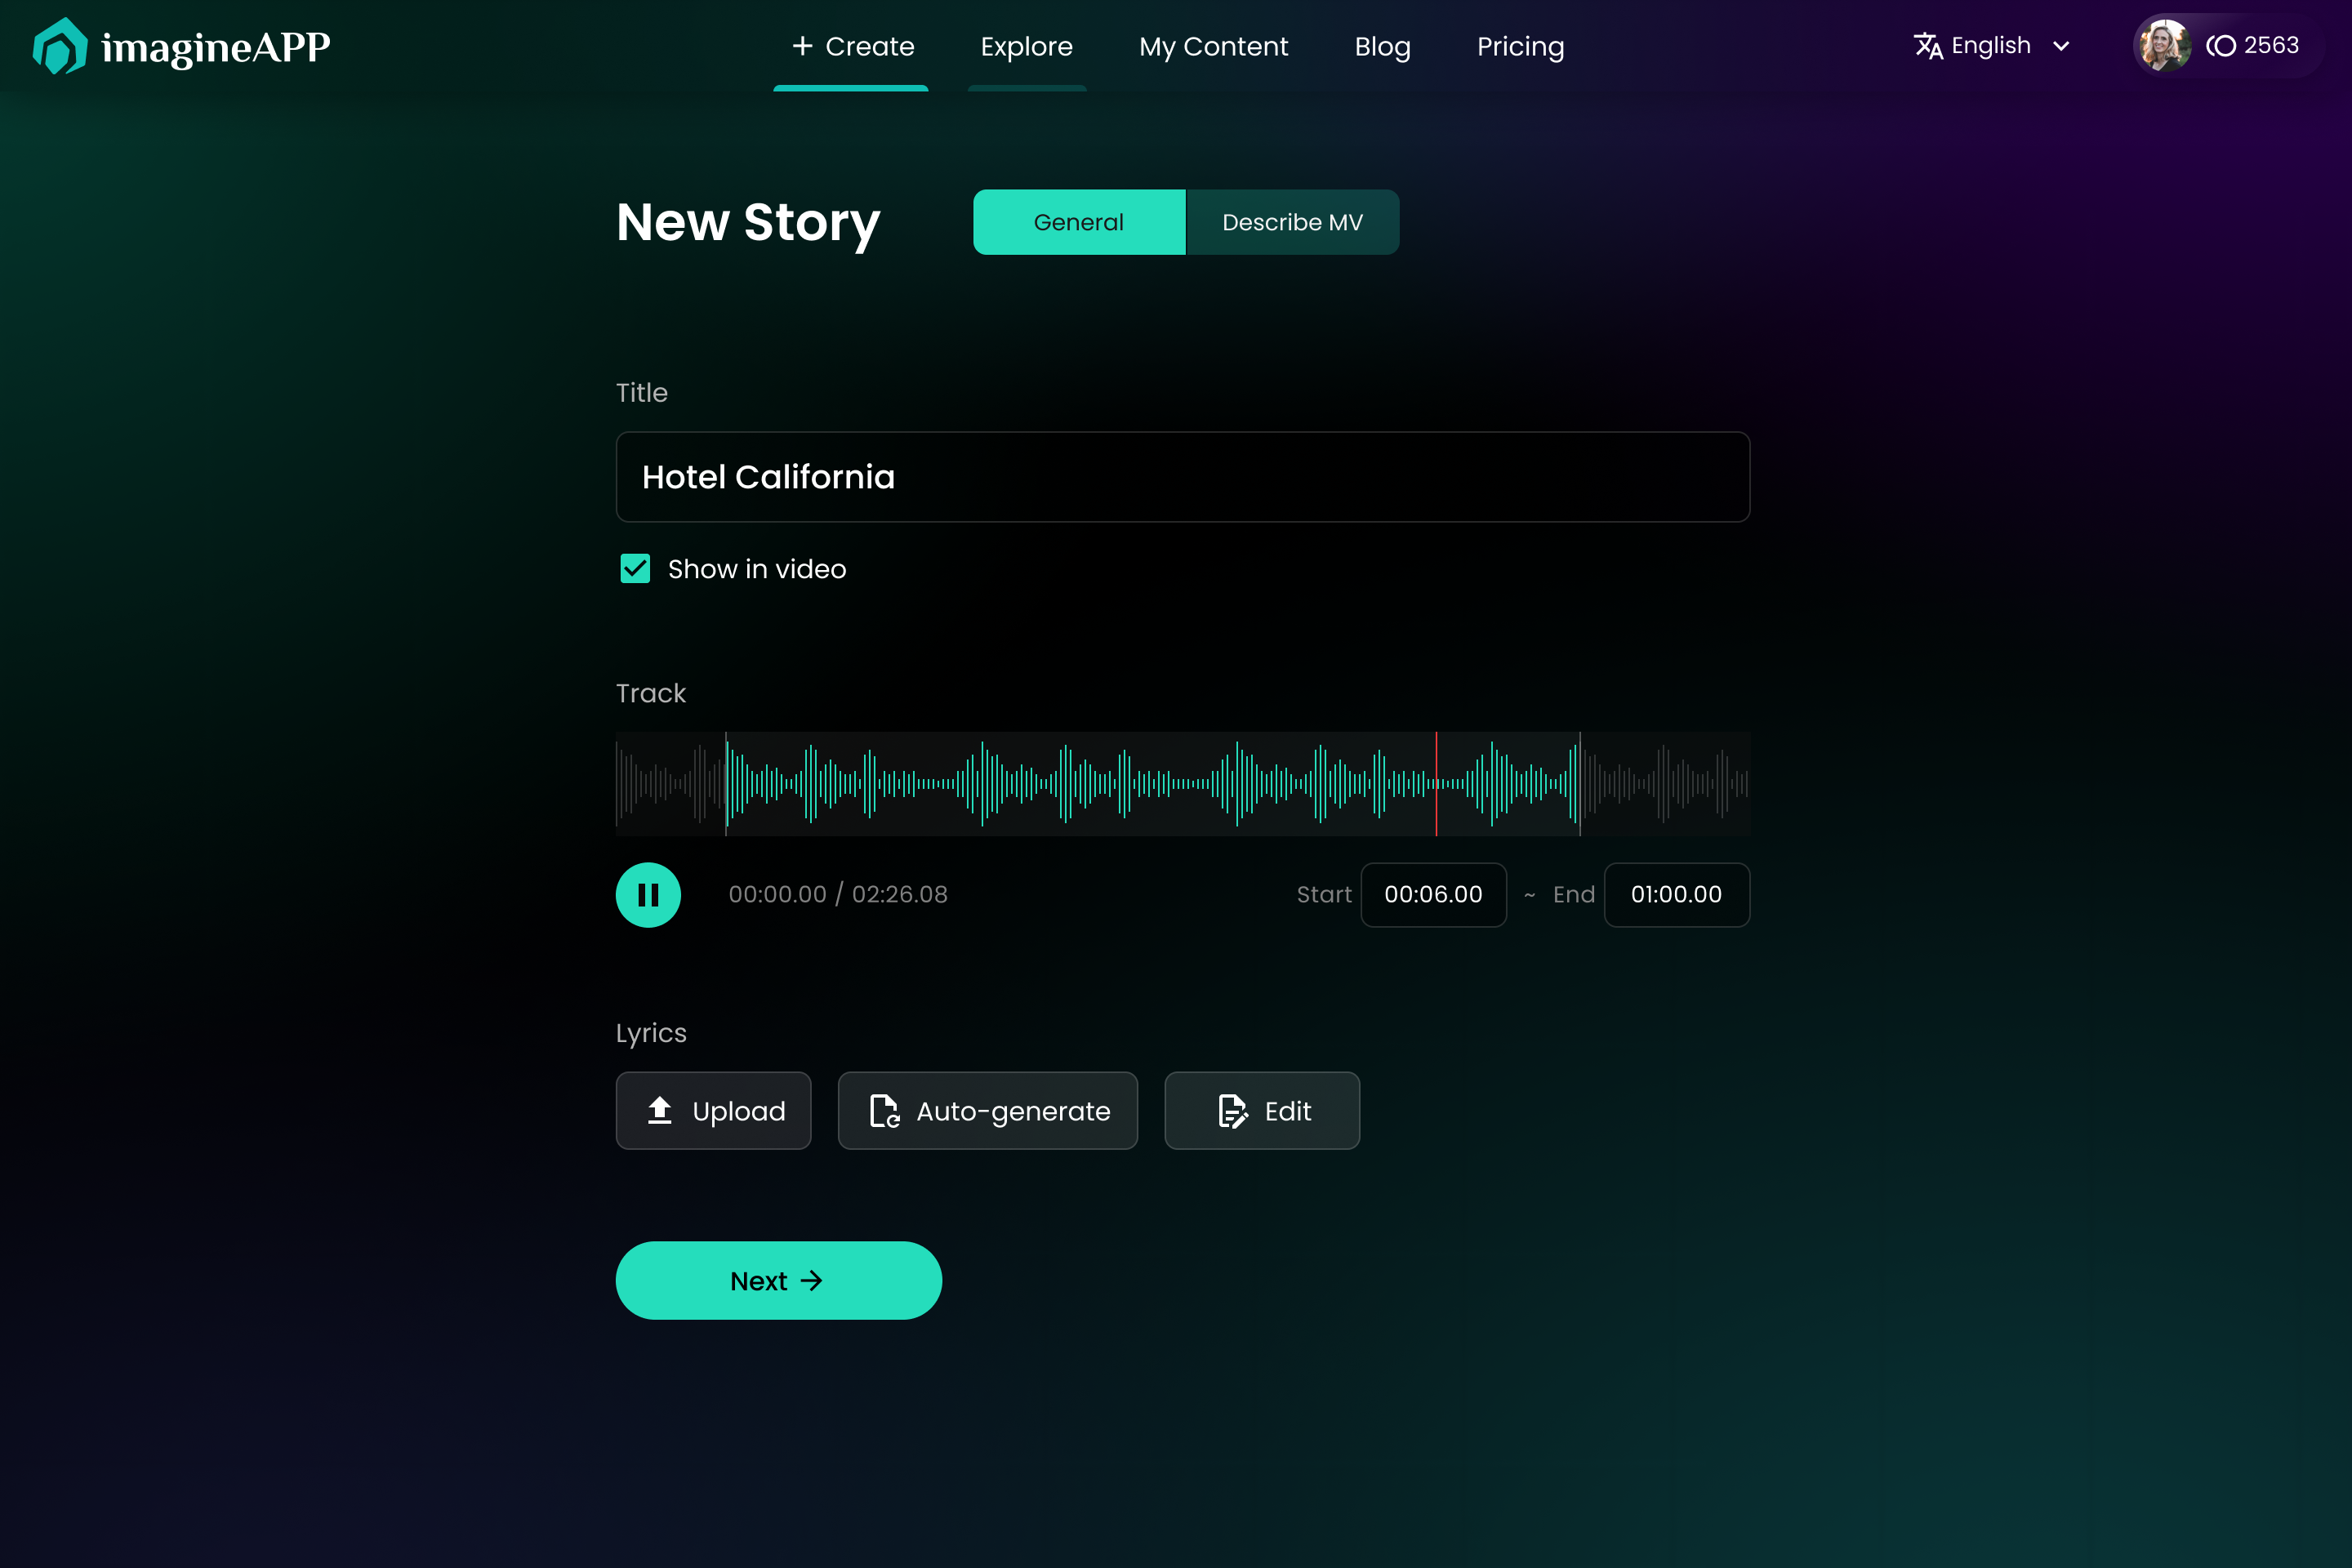 imagineAPP
+ Create
Explore
My Content
Blog
Pricing
English
2563
New Story
General
Describe MV
Title
Hotel California
Show in video
Track
00:00.00 / 02:26.08
Start 00:06.00 ~ End 01:00.00
Lyrics
Upload
Auto-generate
Edit
Next →